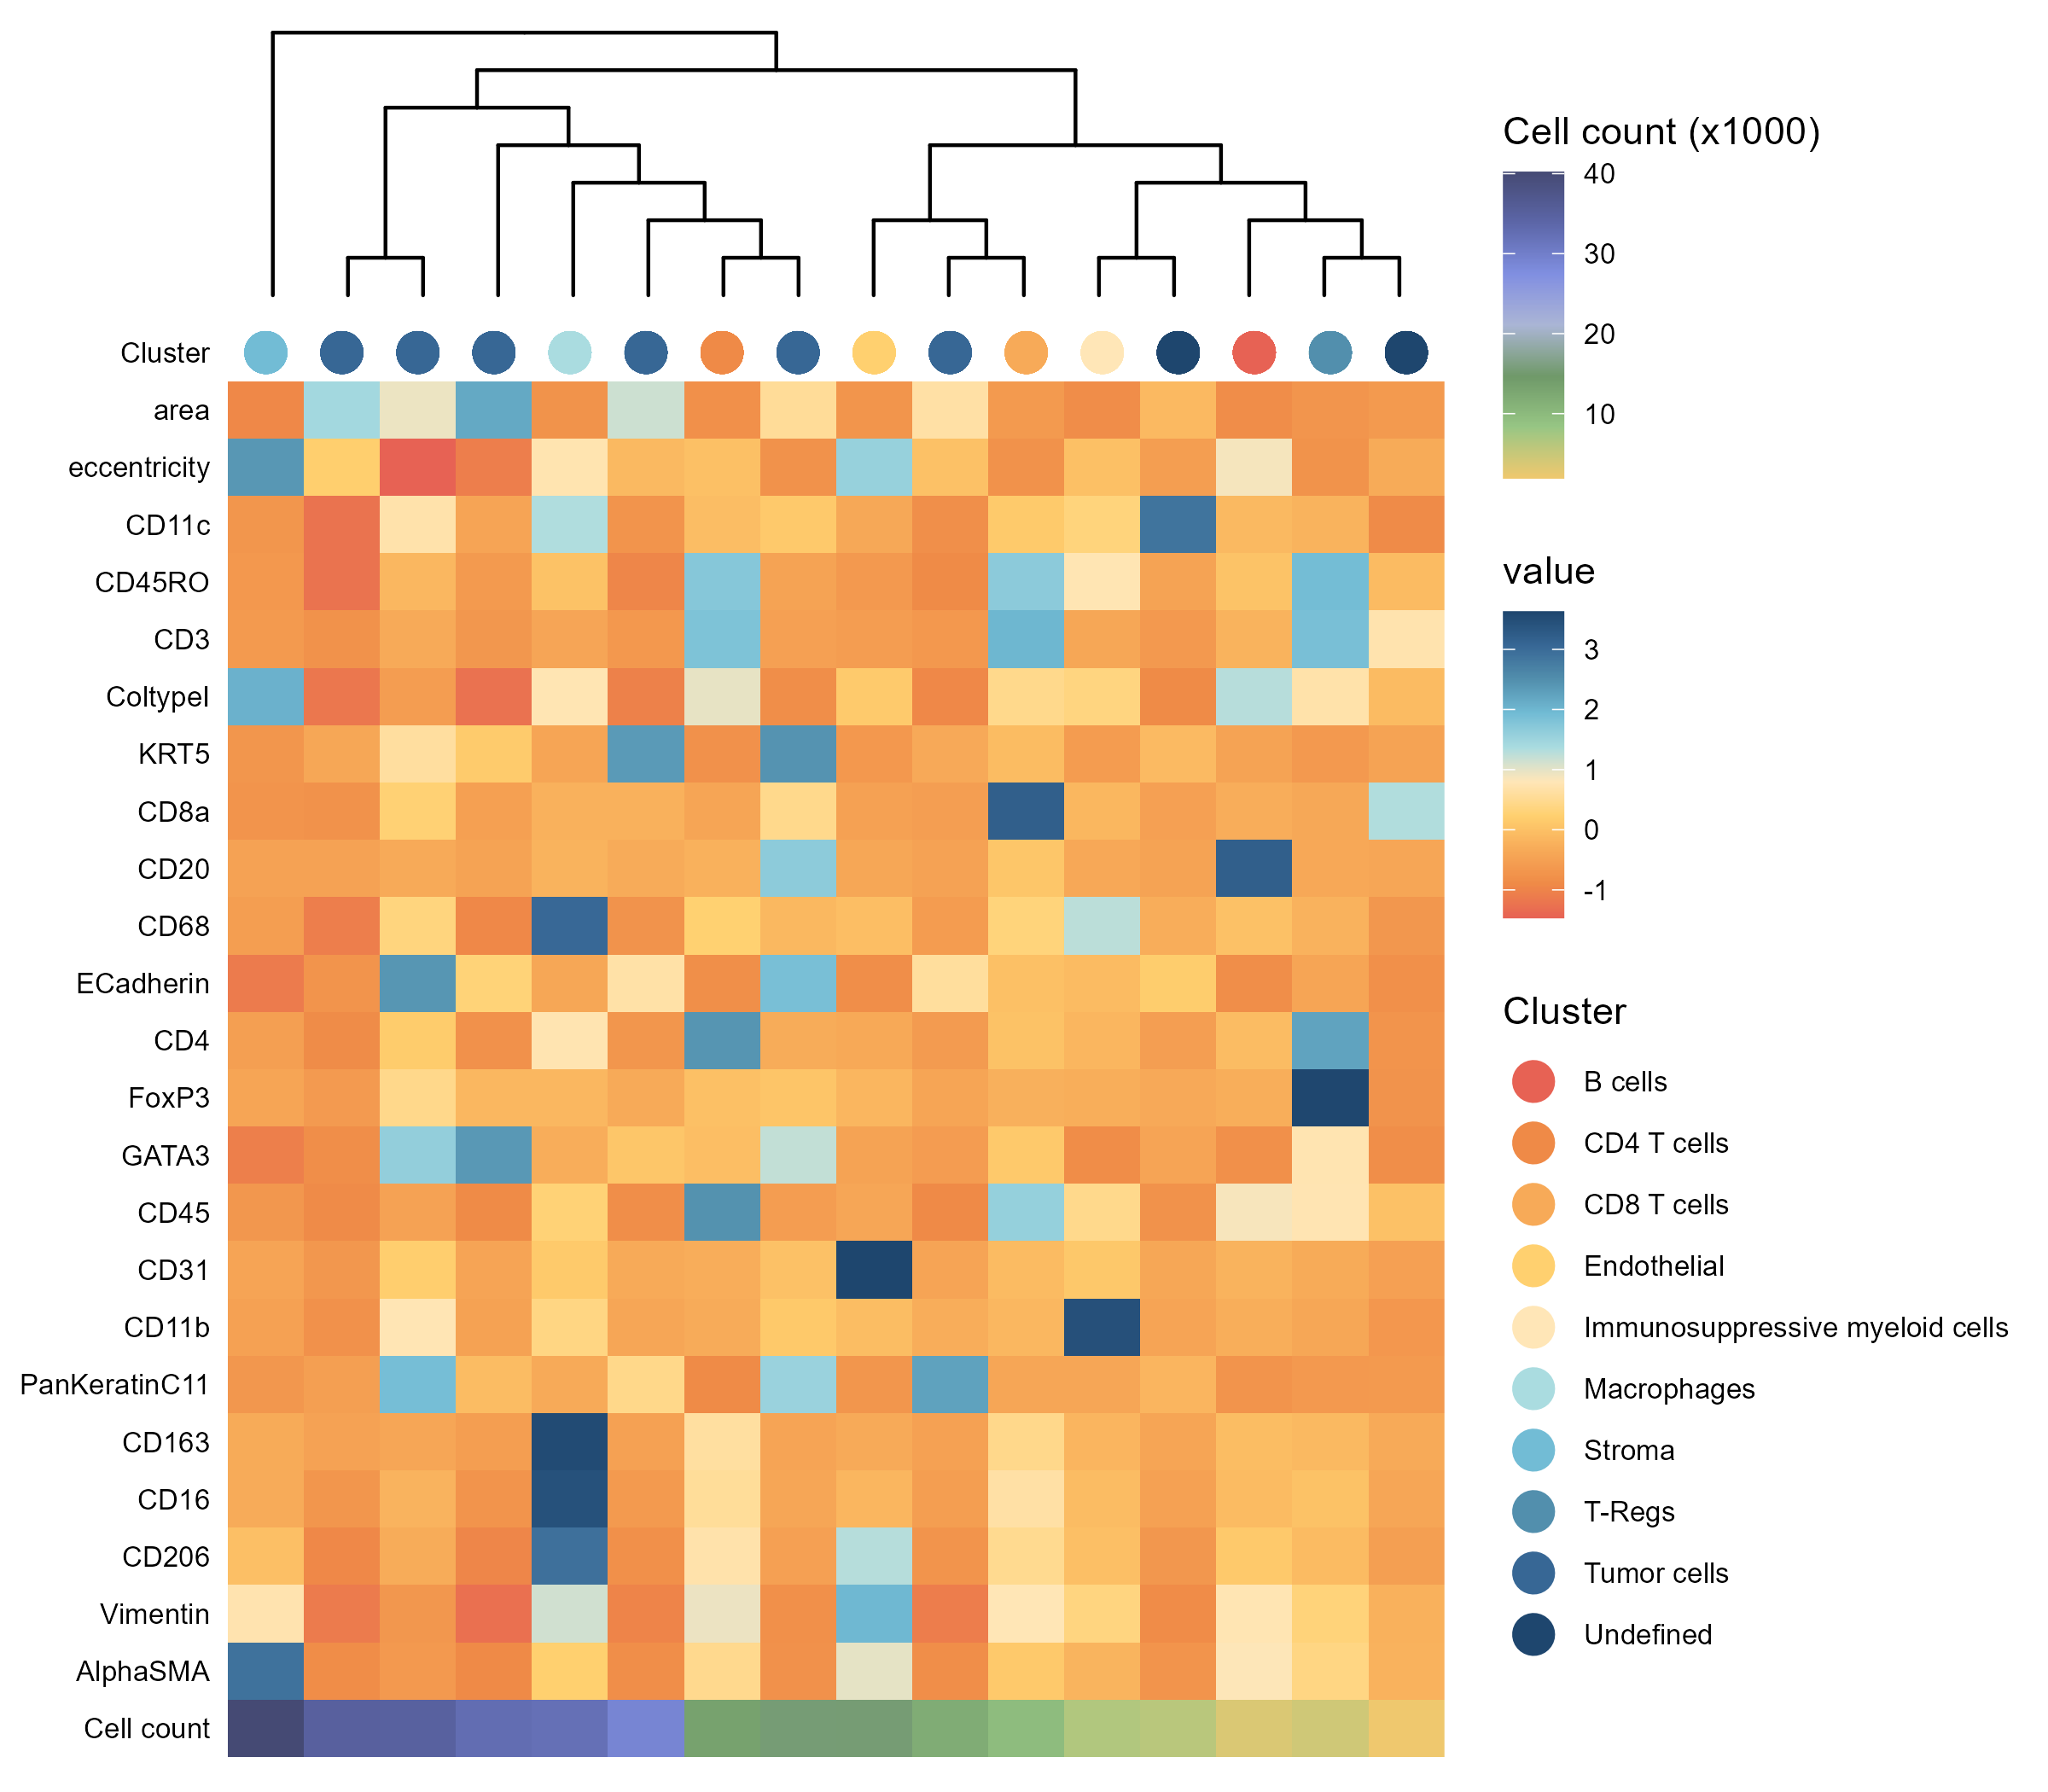 Cluster
area
eccentricity
CD11c
CD45RO
CD3
ColtypeI
KRT5
CD8a
CD20
CD68
ECadherin
CD4
FoxP3
GATA3
CD45
CD31
CD11b
PanKeratinC11
CD163
CD16
CD206
Vimentin
AlphaSMA
Cell count
Cell count (x1000)
40
30
20
10
value
3
2
1
0
-1
Cluster
B cells
CD4 T cells
CD8 T cells
Endothelial
Immunosuppressive myeloid cells
Macrophages
Stroma
T-Regs
Tumor cells
Undefined